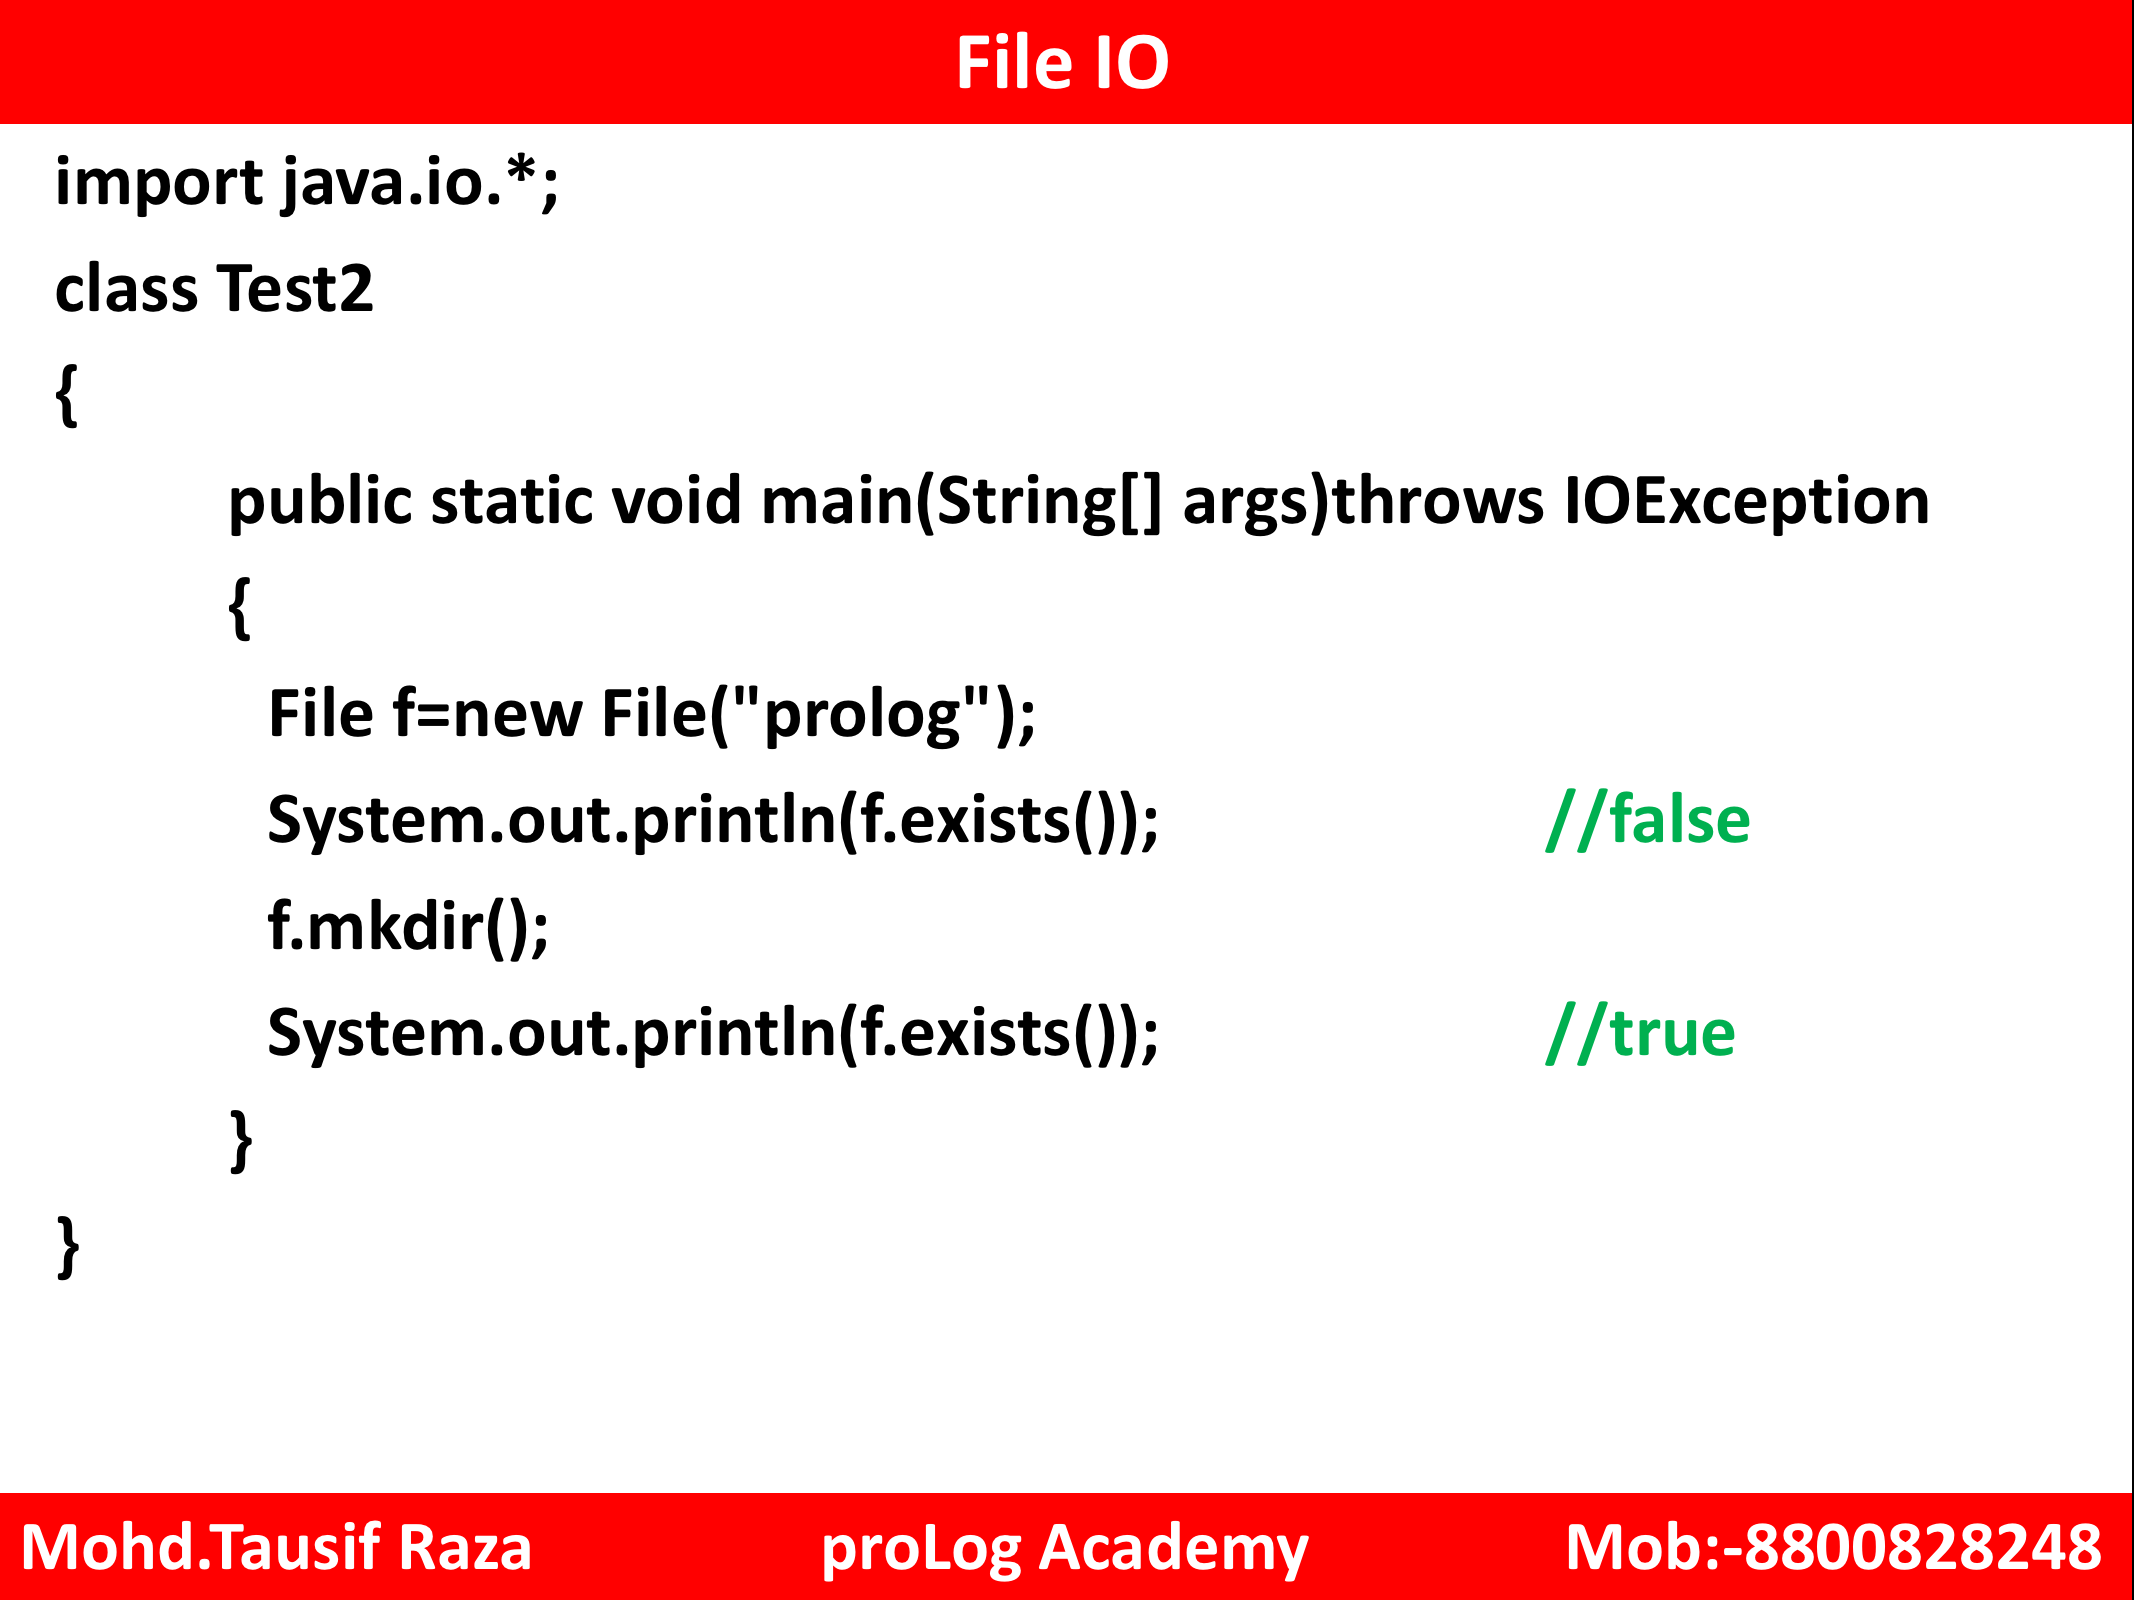 File IO
import java.io.*;
class Test2
{
public static void main(String[] args)throws IOException
{
File f=new File("prolog");
System.out.println(f.exists()); //false
f.mkdir();
System.out.println(f.exists()); //true
}
}
Mohd.Tausif Raza proLog Academy Mob:-8800828248